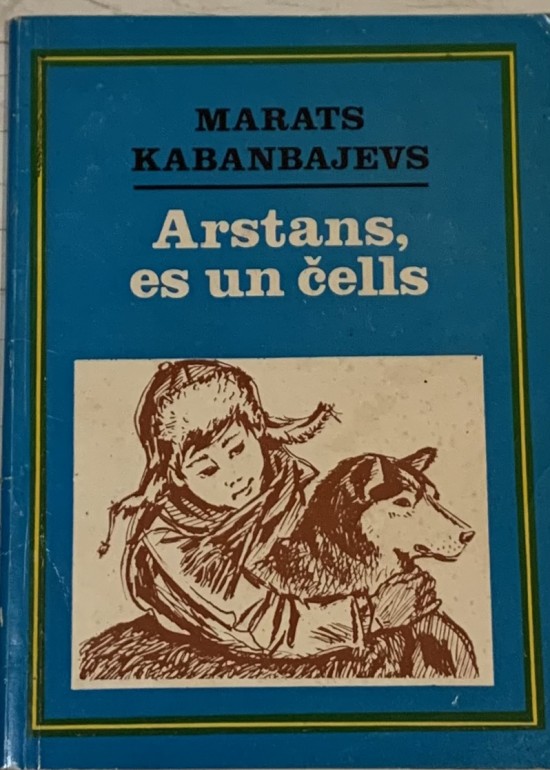 MARATS
KABANBAJEVS
Arstans,
es un čells